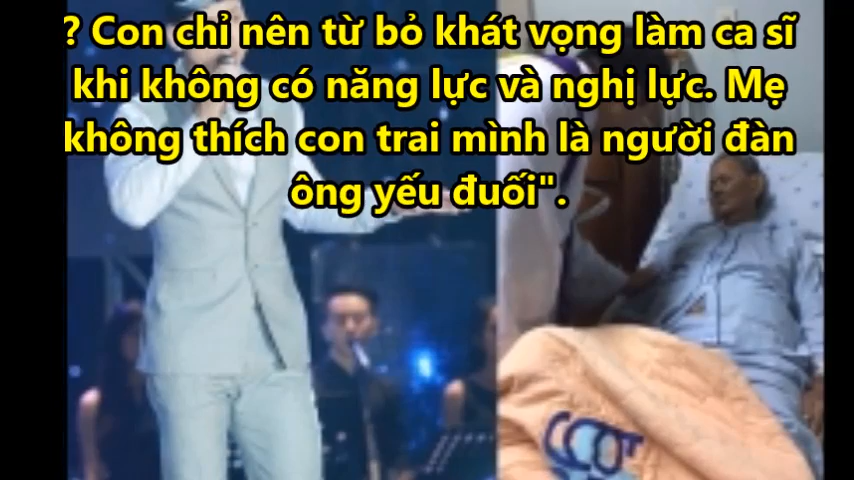 ? Con chỉ nên từ bỏ khát vọng làm ca sĩ
khi không có năng lực và nghị lực. Mẹ
không thích con trai mình là người đàn
ông yếu đuối".